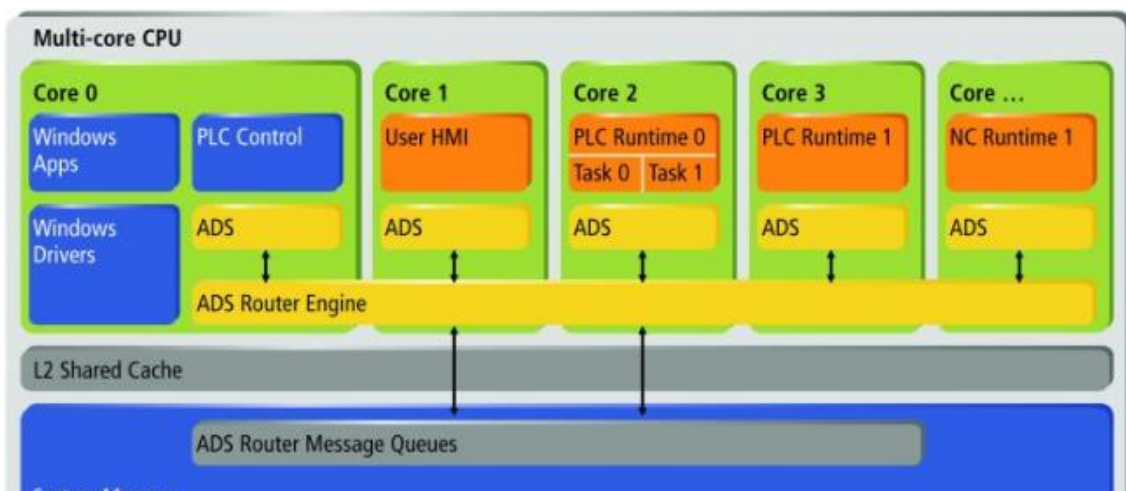 Multi-core CPU
Core 0
Core 1
Core 2
Core 3
Core ...
Windows
Apps
PLC Control
User HMI
PLC Runtime 0
Task 0
Task 1
PLC Runtime 1
NC Runtime 1
Windows
Drivers
ADS
ADS
ADS
ADS
ADS
ADS Router Engine
L2 Shared Cache
ADS Router Message Queues